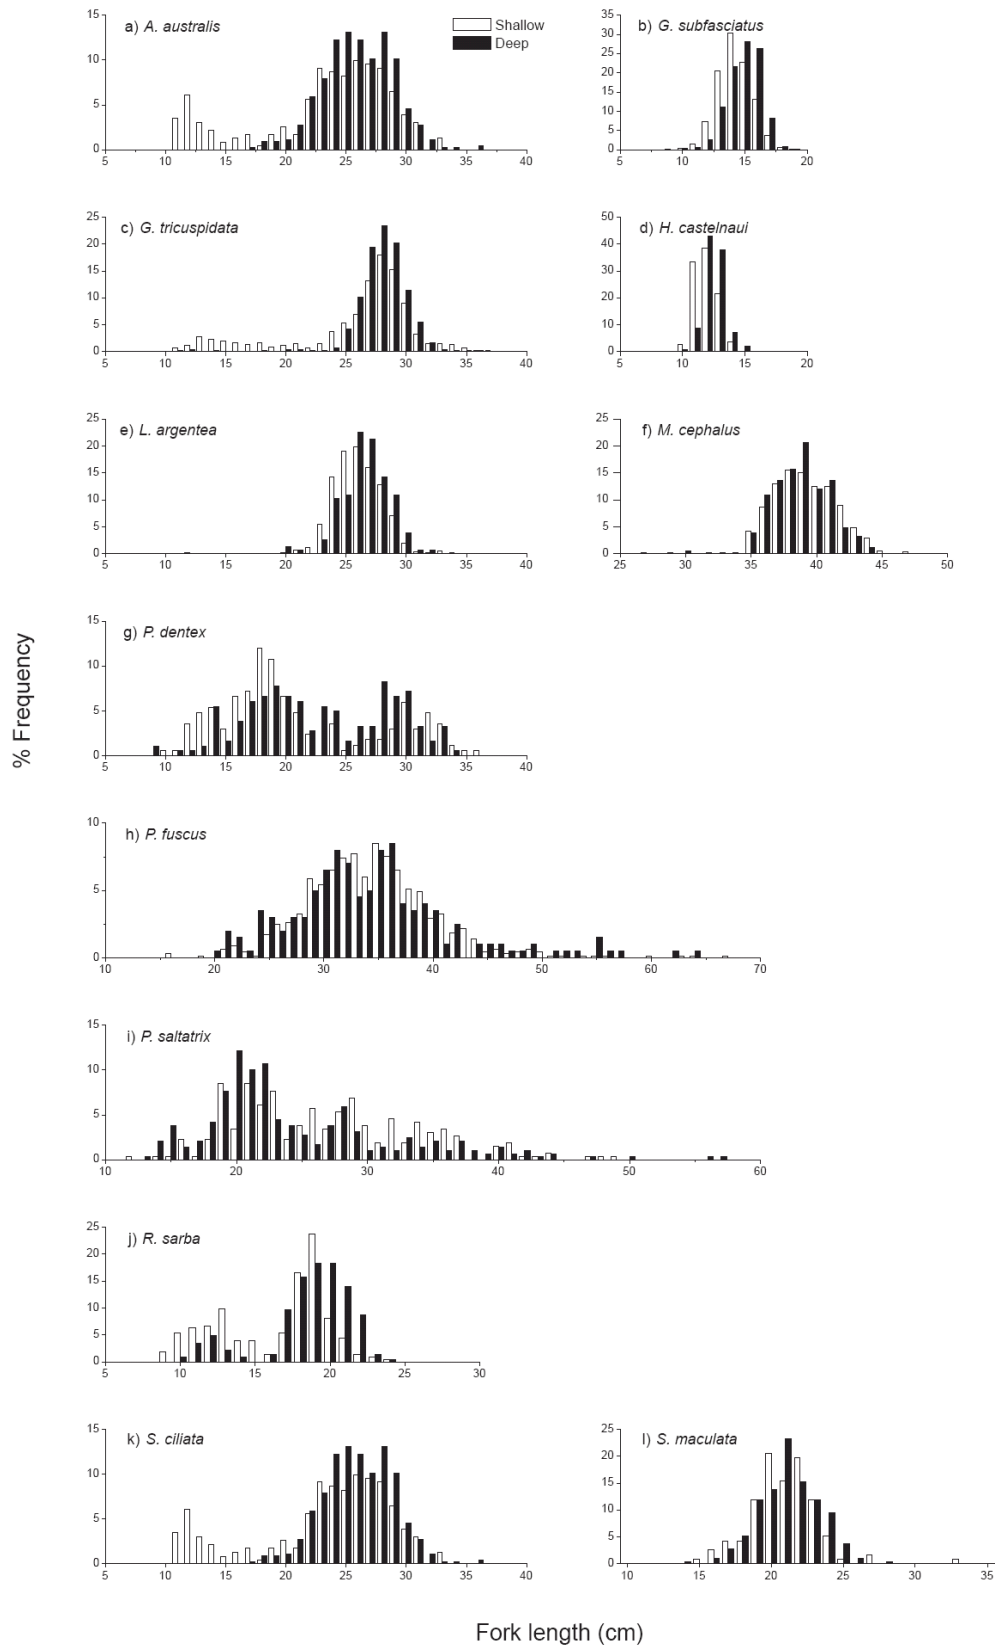 a) A. australis
Shallow
Deep
15
10
5
0
5 10 15 20 25 30 35 40
b) G. subfasciatus
35
30
25
20
15
10
5
0
5 10 15 20
c) G. tricuspidata
25
20
15
10
5
0
5 10 15 20 25 30 35 40
d) H. castelnaui
50
40
30
20
10
0
5 10 15 20
e) L. argentea
25
20
15
10
5
0
5 10 15 20 25 30 35 40
f) M. cephalus
25
20
15
10
5
0
25 30 35 40 45 50
% Frequency
g) P. dentex
15
10
5
0
5 10 15 20 25 30 35 40
h) P. fuscus
10
5
0
10 20 30 40 50 60 70
i) P. saltatrix
15
10
5
0
10 20 30 40 50 60
j) R. sarba
25
20
15
10
5
0
5 10 15 20 25 30
k) S. ciliata
15
10
5
0
5 10 15 20 25 30 35 40
l) S. maculata
25
20
15
10
5
0
10 15 20 25 30 35
Fork length (cm)